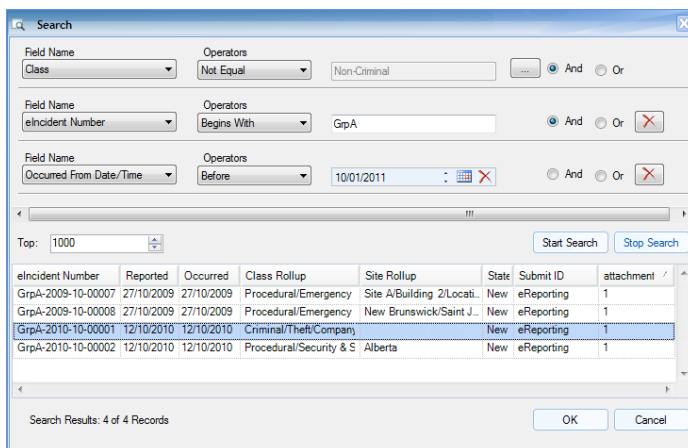 Search
Field Name Operators
Class Not Equal Non-Criminal ... And Or
Field Name Operators
eIncident Number Begins With GrpA And Or
Field Name Operators
Occurred From Date/Time Before 10/01/2011 And Or
Top: 1000 Start Search Stop Search
eIncident Number Reported Occurred Class Rollup Site Rollup State Submit ID attachment
GrpA-2009-10-00007 27/10/2009 27/10/2009 Procedural/Emergency Site A/Building 2/Locati... New eReporting 1
GrpA-2009-10-00008 27/10/2009 27/10/2009 Procedural/Emergency New Brunswick/Saint J... New eReporting 1
GrpA-2010-10-00001 12/10/2010 12/10/2010 Criminal/Theft/Company New eReporting 1
GrpA-2010-10-00002 12/10/2010 12/10/2010 Procedural/Security & S Alberta New eReporting 1
Search Results: 4 of 4 Records OK Cancel